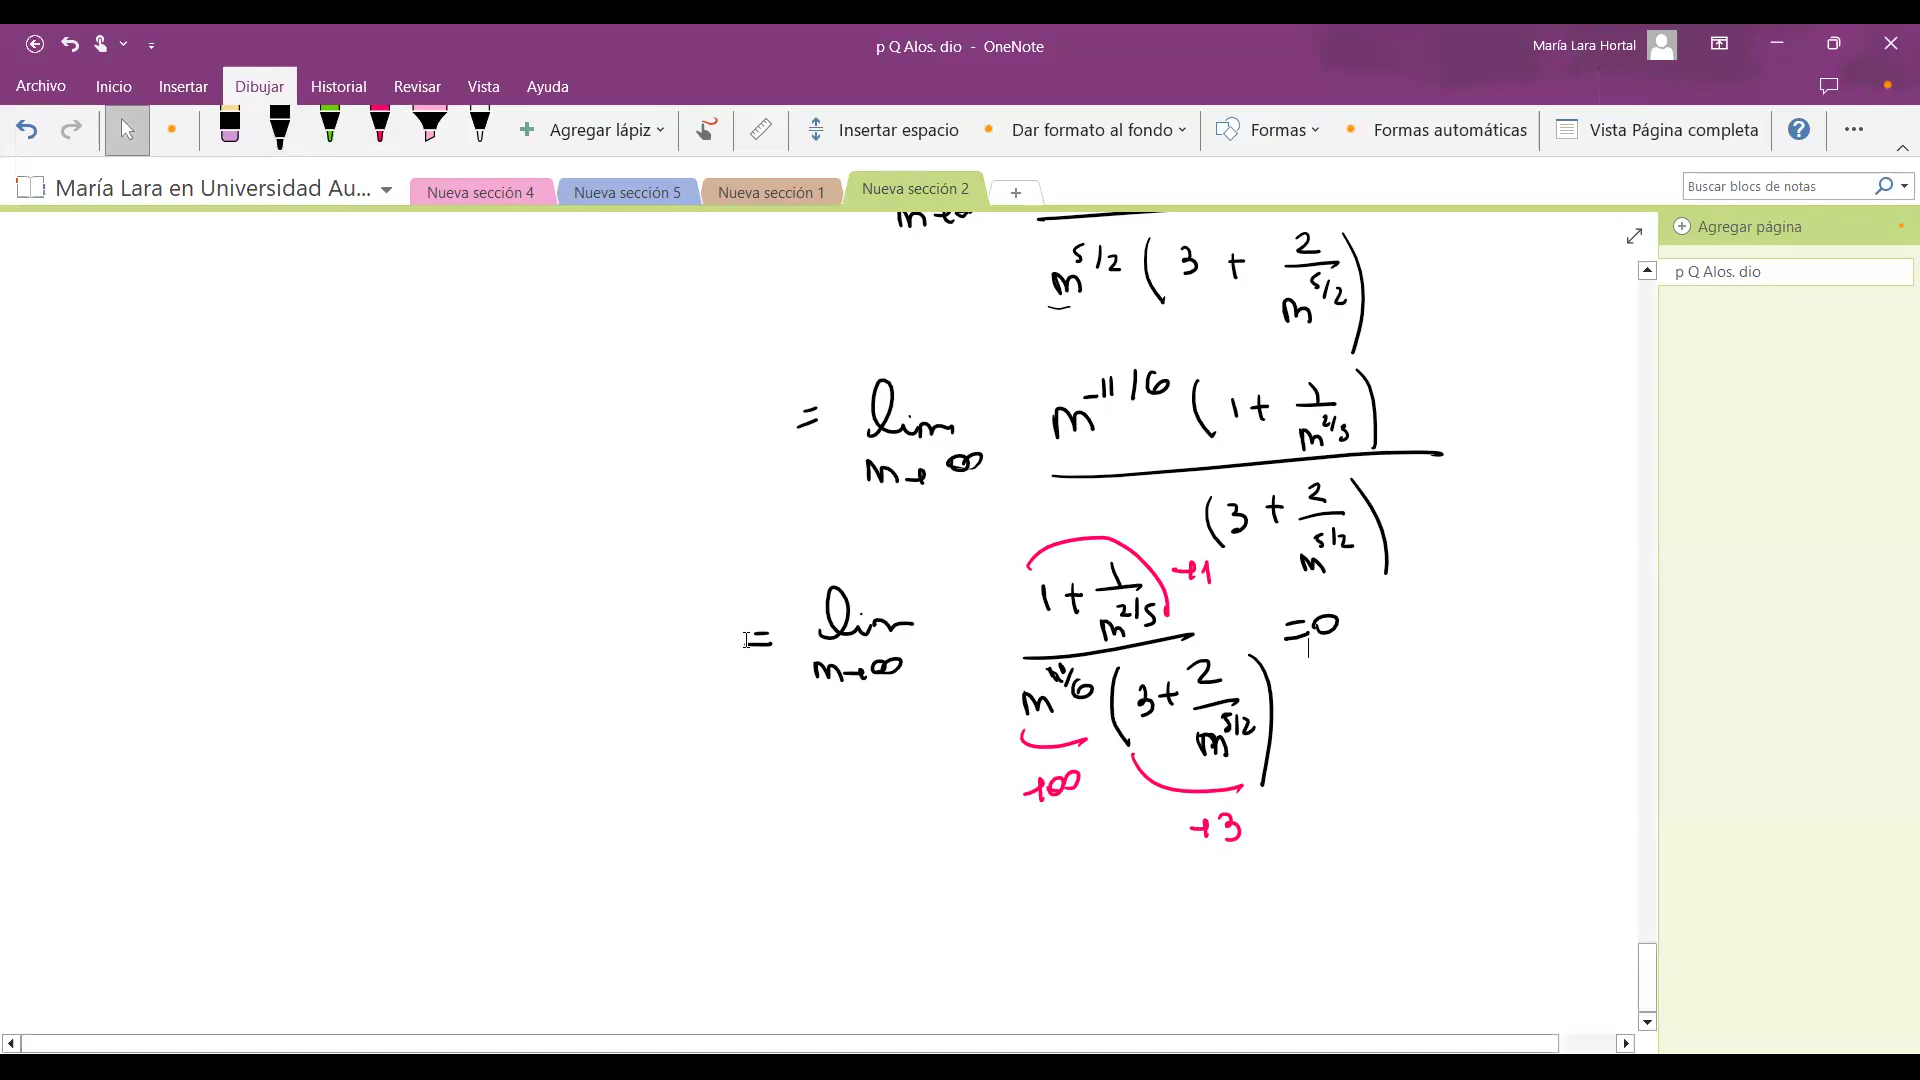 p Q Alos. dio - OneNote
María Lara Hortal
Archivo Inicio Insertar Dibujar Historial Revisar Vista Ayuda
Agregar lápiz Insertar espacio Dar formato al fondo Formas Formas automáticas Vista Página completa
María Lara en Universidad Au... Nueva sección 4 Nueva sección 5 Nueva sección 1 Nueva sección 2 +
Buscar blocs de notas
Agregar página
p Q Alos. dio
m^5/2 (3 + 2/m^5/2)
= lim m→∞ m^-11/6 (1 + 1/m^2/5) / (3 + 2/m^5/2)
= lim m→∞ (1 + 1/m^2/5) / m^11/6 (3 + 2/m^5/2) = 0
→1
→∞
→3